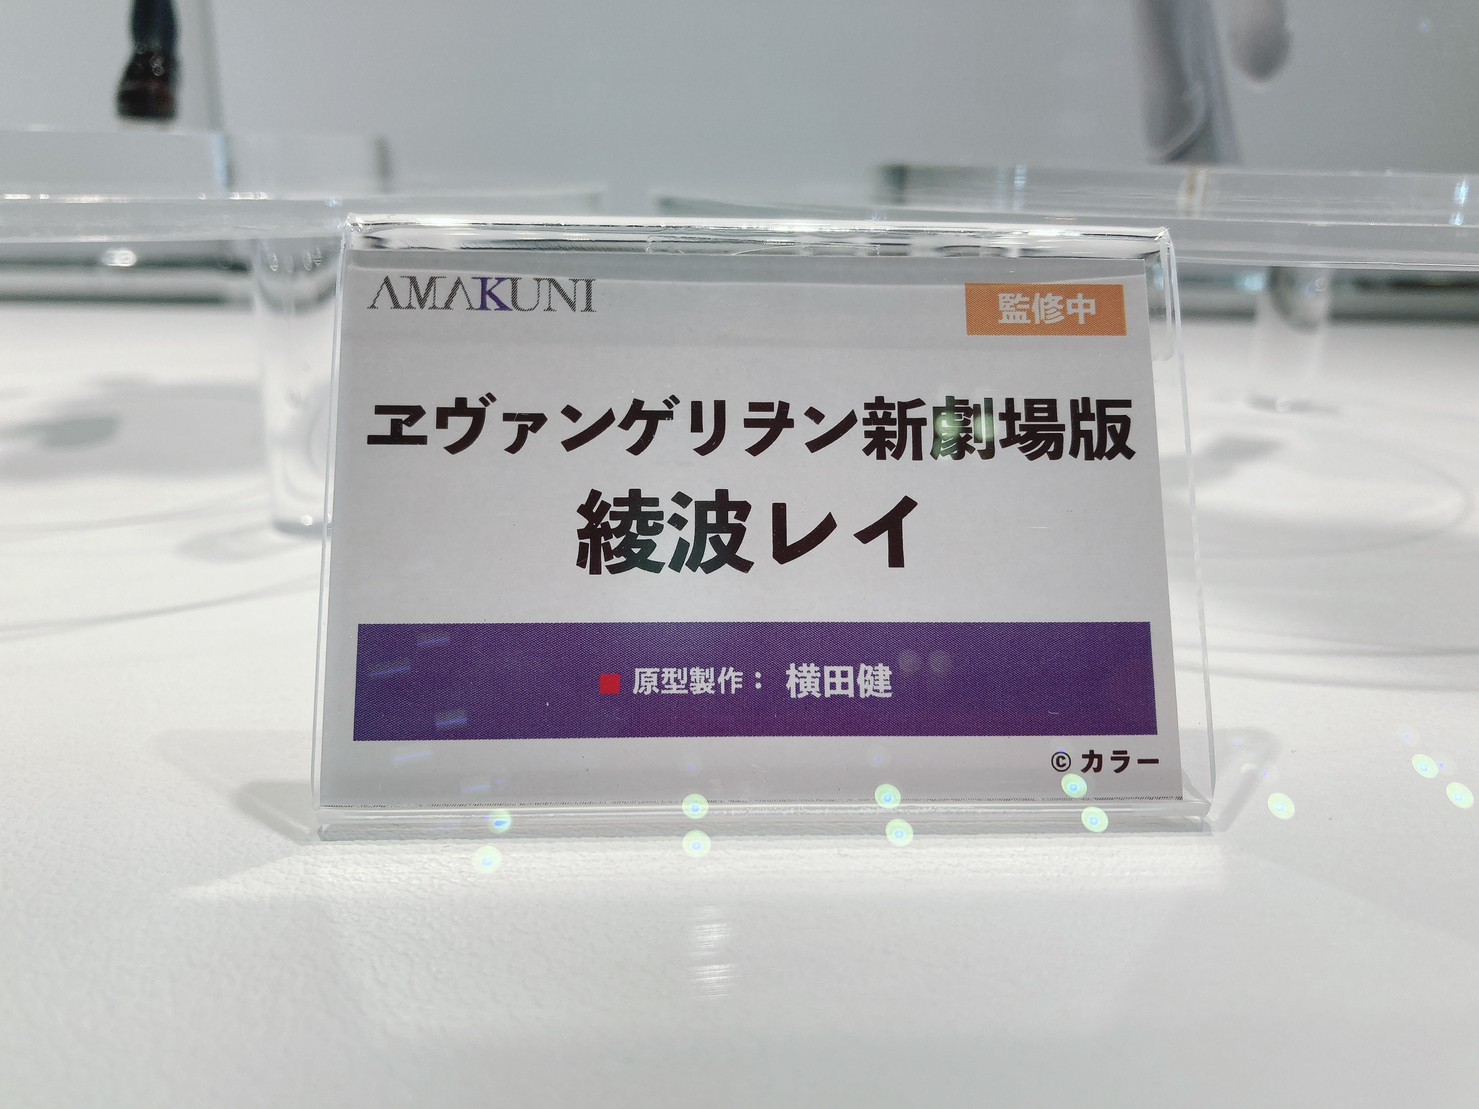 AMAKUNI
監修中
ヱヴァンゲリヲン新劇場版
綾波レイ
■ 原型製作： 横田健
© カラー